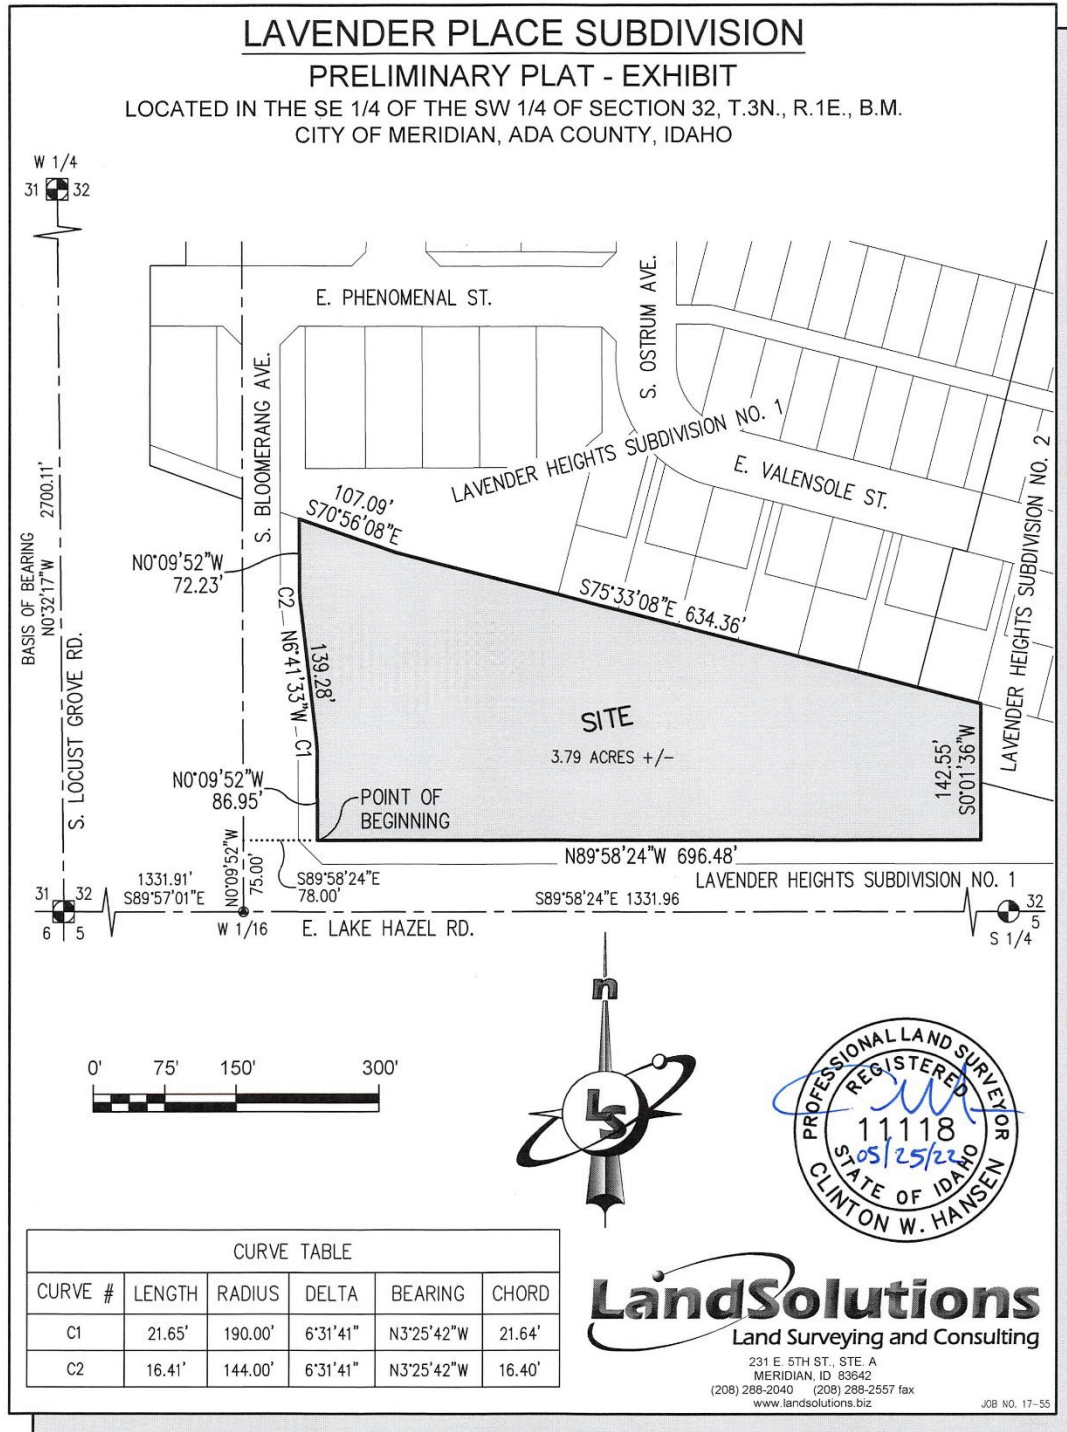 LAVENDER PLACE SUBDIVISION
PRELIMINARY PLAT - EXHIBIT
LOCATED IN THE SE 1/4 OF THE SW 1/4 OF SECTION 32, T.3N., R.1E., B.M.
CITY OF MERIDIAN, ADA COUNTY, IDAHO
W 1/4
31 32
E. PHENOMENAL ST.
S. OSTRUM AVE.
S. BLOOMERANG AVE.
LAVENDER HEIGHTS SUBDIVISION NO. 1
E. VALENSOLE ST.
LAVENDER HEIGHTS SUBDIVISION NO. 2
BASIS OF BEARING
N0°32'17"W 2700.11'
S. LOCUST GROVE RD.
107.09'
S70°56'08"E
N0°09'52"W
72.23'
S75°33'08"E 634.36'
C2
N6°41'33"W
139.28'
C1
SITE
3.79 ACRES +/-
142.55'
S0°01'36"W
N0°09'52"W
86.95'
POINT OF
BEGINNING
N89°58'24"W 696.48'
LAVENDER HEIGHTS SUBDIVISION NO. 1
N0°09'52"W
75.00'
S89°58'24"E
78.00'
1331.91'
S89°57'01"E
S89°58'24"E 1331.96
31 32
6 5
W 1/16
E. LAKE HAZEL RD.
32
5
S 1/4
n
LS
0' 75' 150' 300'
PROFESSIONAL LAND SURVEYOR
REGISTERED
11118
05/25/22
STATE OF IDAHO
CLINTON W. HANSEN
CURVE TABLE
CURVE # LENGTH RADIUS DELTA BEARING CHORD
C1 21.65' 190.00' 6°31'41" N3°25'42"W 21.64'
C2 16.41' 144.00' 6°31'41" N3°25'42"W 16.40'
LandSolutions
Land Surveying and Consulting
231 E. 5TH ST., STE. A
MERIDIAN, ID 83642
(208) 288-2040 (208) 288-2557 fax
www.landsolutions.biz
JOB NO. 17-55